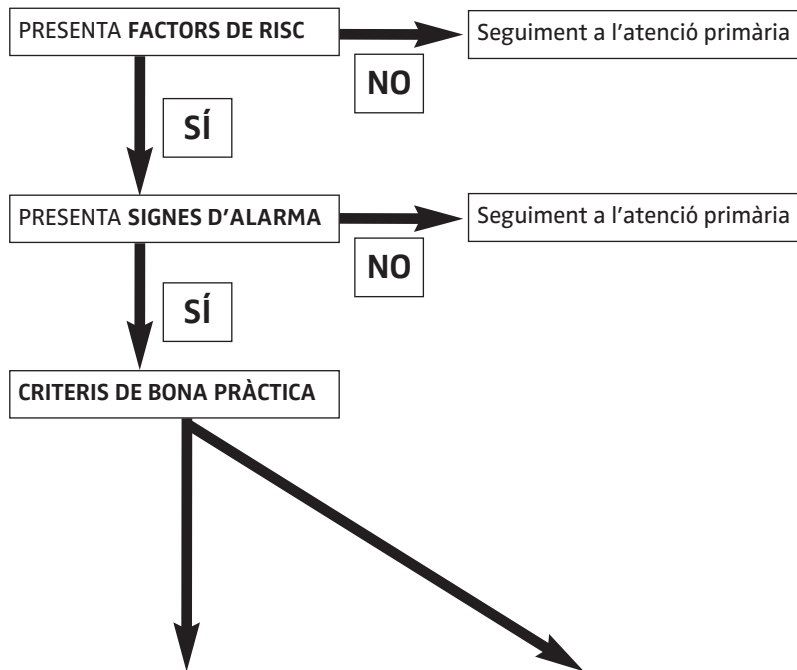 PRESENTA FACTORS DE RISC
Seguiment a l'atenció primària
NO
SÍ
PRESENTA SIGNES D'ALARMA
Seguiment a l'atenció primària
NO
SÍ
CRITERIS DE BONA PRÀCTICA